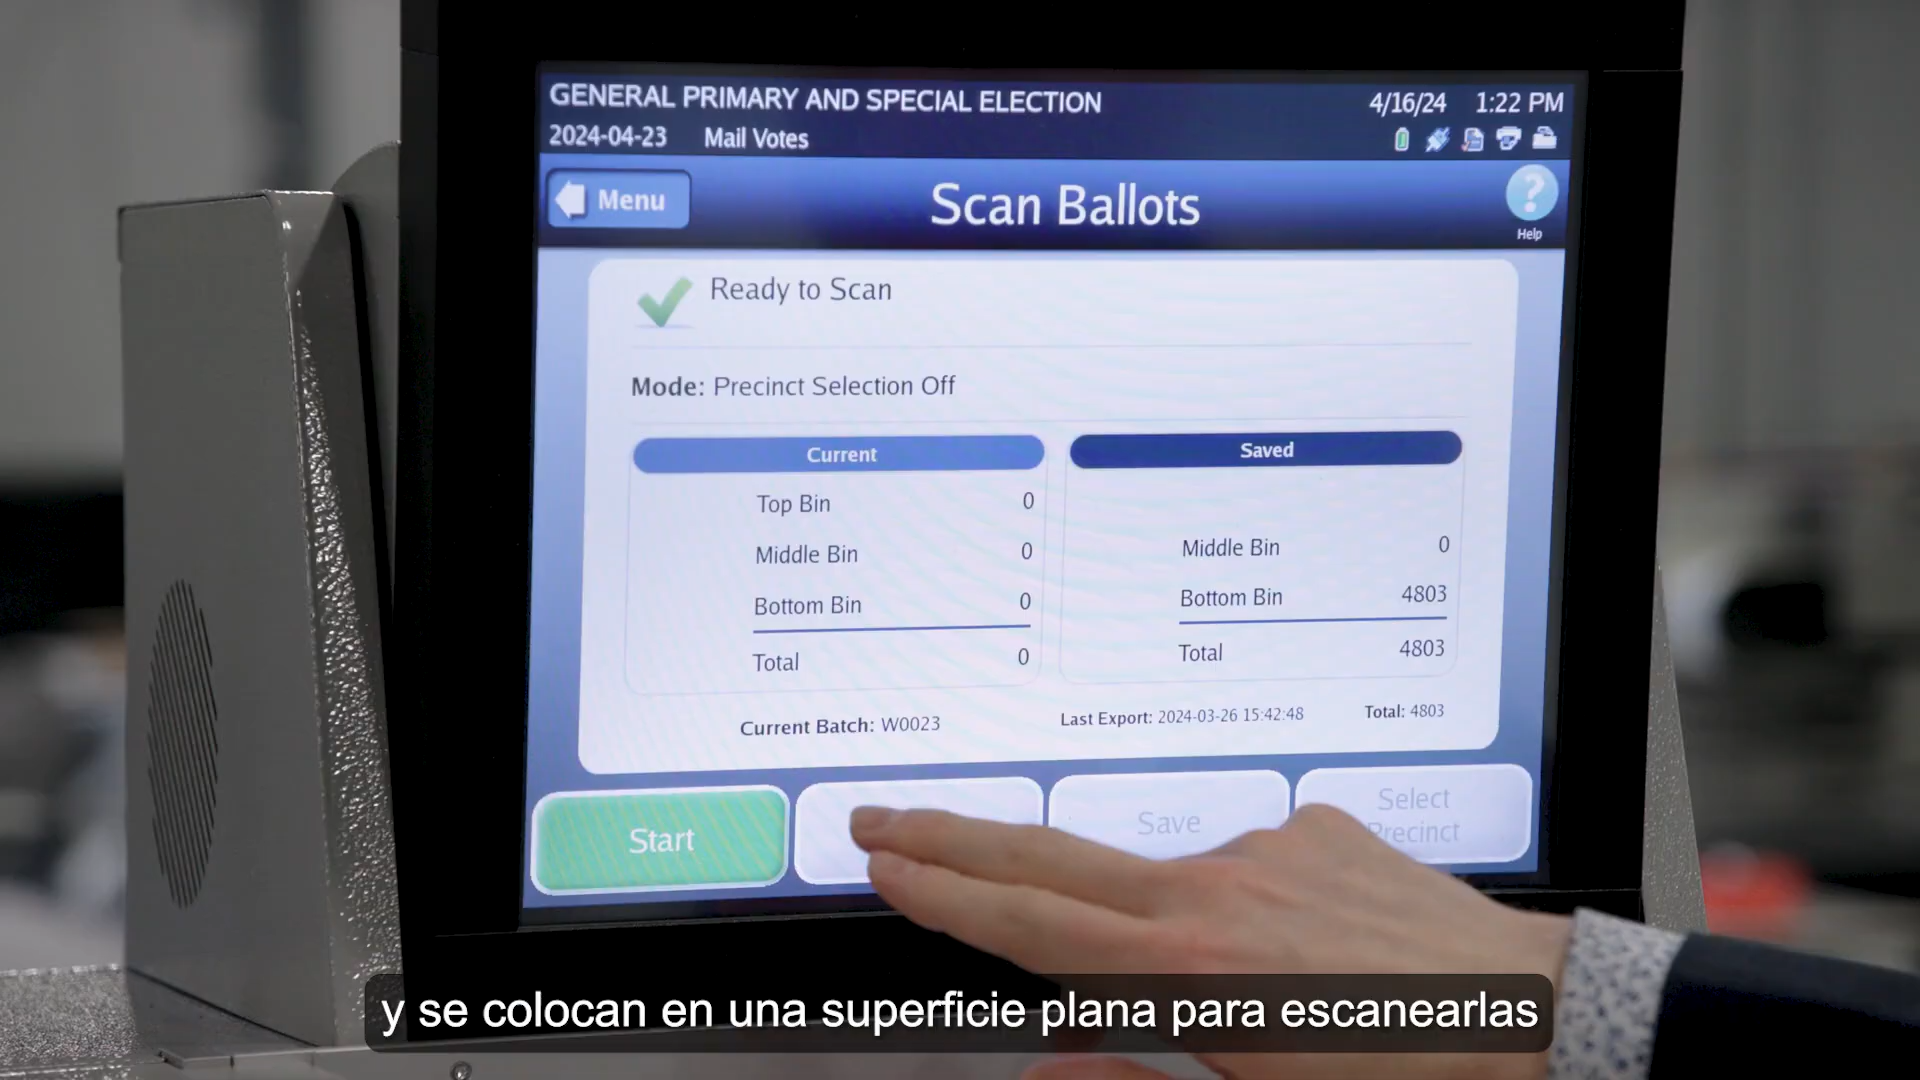 GENERAL PRIMARY AND SPECIAL ELECTION
4/16/24 1:22 PM
2024-04-23 Mail Votes
Menu
Scan Ballots
?
Help
Ready to Scan
Mode: Precinct Selection Off
Current
Top Bin 0
Middle Bin 0
Bottom Bin 0
Total 0
Saved
Middle Bin 0
Bottom Bin 4803
Total 4803
Current Batch: W0023
Last Export: 2024-03-26 15:42:48
Total: 4803
Start
Save
Select
Precinct
y se colocan en una superficie plana para escanearlas